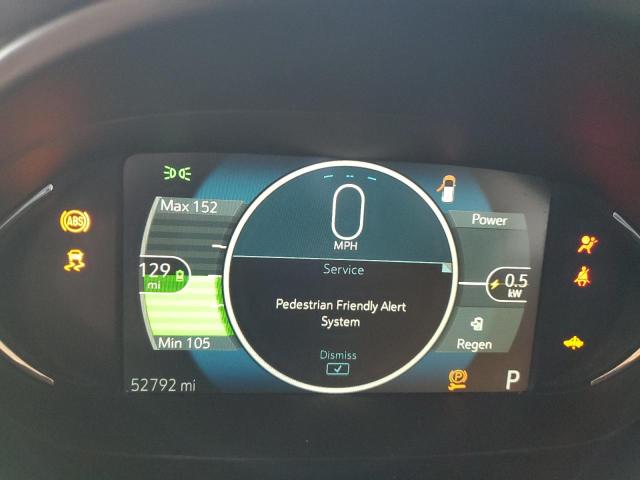 Max 152
0
MPH
Power
ABS
129
mi
Service
0.5
kW
Pedestrian Friendly Alert
System
Min 105
Dismiss
Regen
52792 mi
P
P